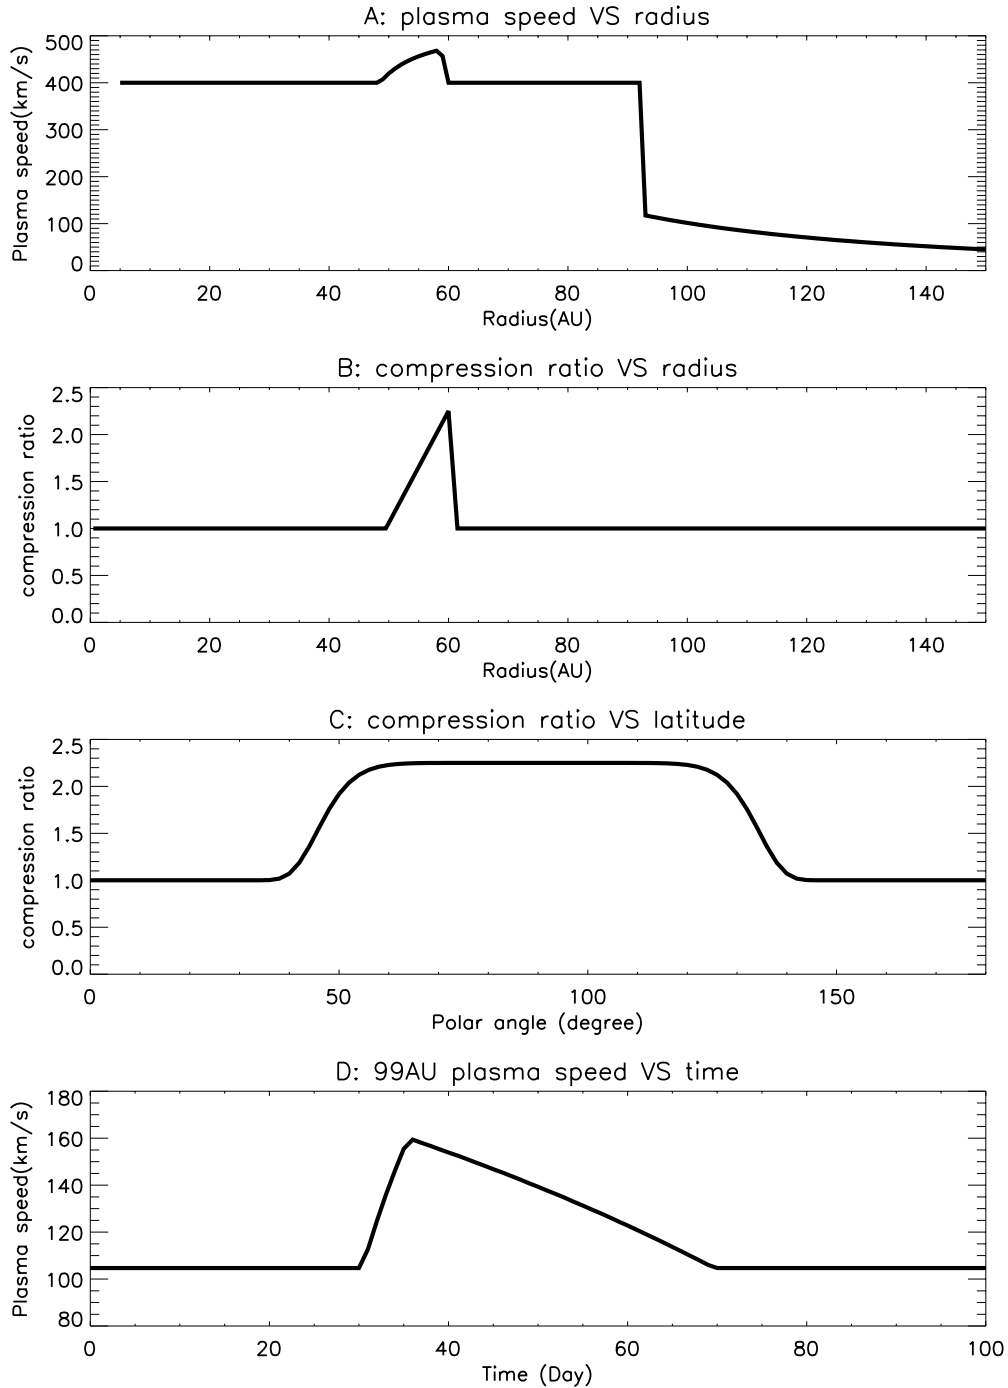 A: plasma speed VS radius
500
400
300
200
100
0
Plasma speed(km/s)
0 20 40 60 80 100 120 140
Radius(AU)
B: compression ratio VS radius
2.5
2.0
1.5
1.0
0.5
0.0
compression ratio
0 20 40 60 80 100 120 140
Radius(AU)
C: compression ratio VS latitude
2.5
2.0
1.5
1.0
0.5
0.0
compression ratio
0 50 100 150
Polar angle (degree)
D: 99AU plasma speed VS time
180
160
140
120
100
80
Plasma speed(km/s)
0 20 40 60 80 100
Time (Day)